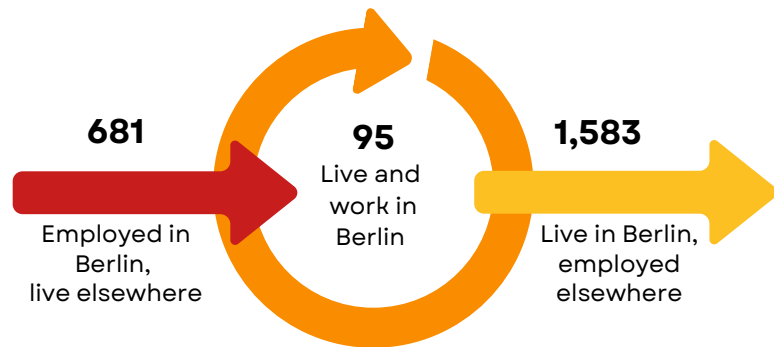 681
Employed in
Berlin,
live elsewhere
95
Live and
work in
Berlin
1,583
Live in Berlin,
employed
elsewhere